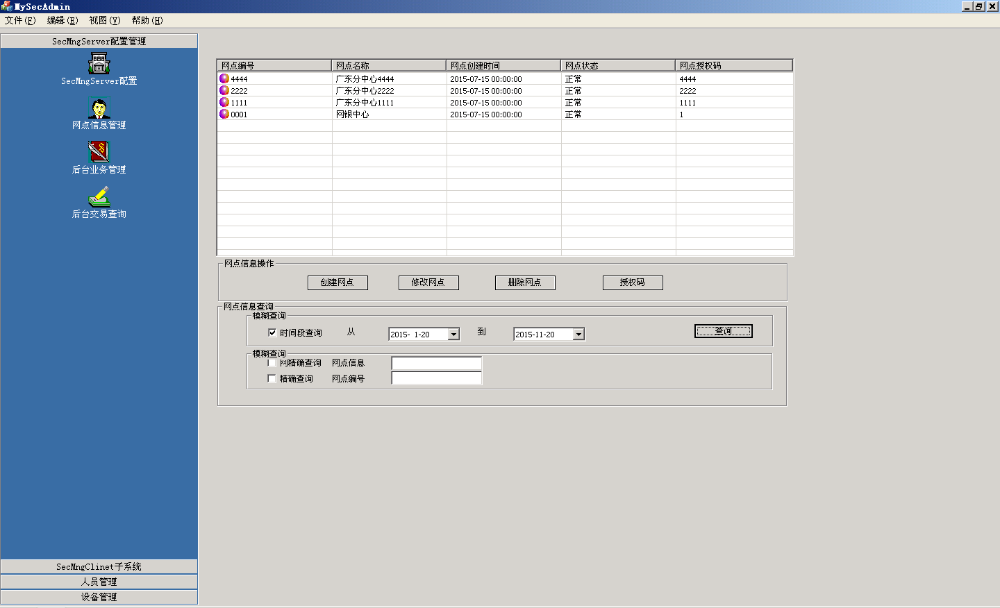 MySecAdmin
文件(F) 编辑(E) 视图(V) 帮助(H)
SecMngServer配置管理
SecMngServer配置
网点信息管理
后台业务管理
后台交易查询
SecMngClinet子系统
人员管理
设备管理
网点编号 网点名称 网点创建时间 网点状态 网点授权码
4444 广东分中心4444 2015-07-15 00:00:00 正常 4444
2222 广东分中心2222 2015-07-15 00:00:00 正常 2222
1111 广东分中心1111 2015-07-15 00:00:00 正常 1111
0001 网银中心 2015-07-15 00:00:00 正常 1
网点信息操作
创建网点 修改网点 删除网点 授权码
网点信息查询
模糊查询
时间段查询 从 2015- 1-20 到 2015-11-20 查询
模糊查询
网精确查询 网点信息
精确查询 网点编号